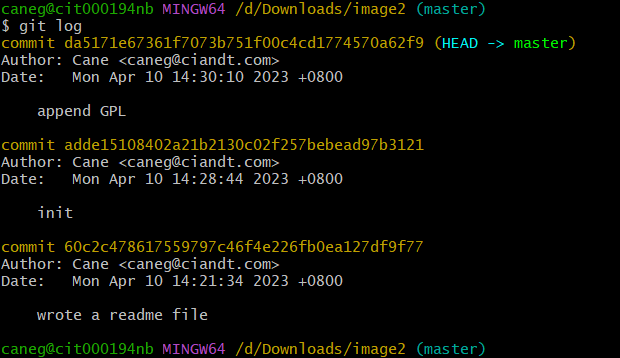 caneg@cit000194nb MINGW64 /d/Downloads/image2 (master)
$ git log
commit da5171e67361f7073b751f00c4cd1774570a62f9 (HEAD -> master)
Author: Cane <caneg@ciandt.com>
Date:   Mon Apr 10 14:30:10 2023 +0800
    append GPL
commit adde15108402a21b2130c02f257bebead97b3121
Author: Cane <caneg@ciandt.com>
Date:   Mon Apr 10 14:28:44 2023 +0800
    init
commit 60c2c478617559797c46f4e226fb0ea127df9f77
Author: Cane <caneg@ciandt.com>
Date:   Mon Apr 10 14:21:34 2023 +0800
    wrote a readme file
caneg@cit000194nb MINGW64 /d/Downloads/image2 (master)